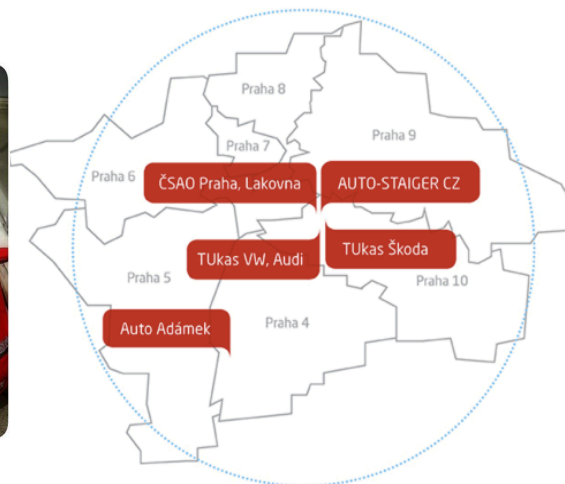 Praha 8
Praha 9
Praha 7
Praha 6
ČSAO Praha, Lakovna
AUTO-STAIGER CZ
TUkas VW, Audi
TUkas Škoda
Praha 5
Praha 10
Auto Adámek
Praha 4